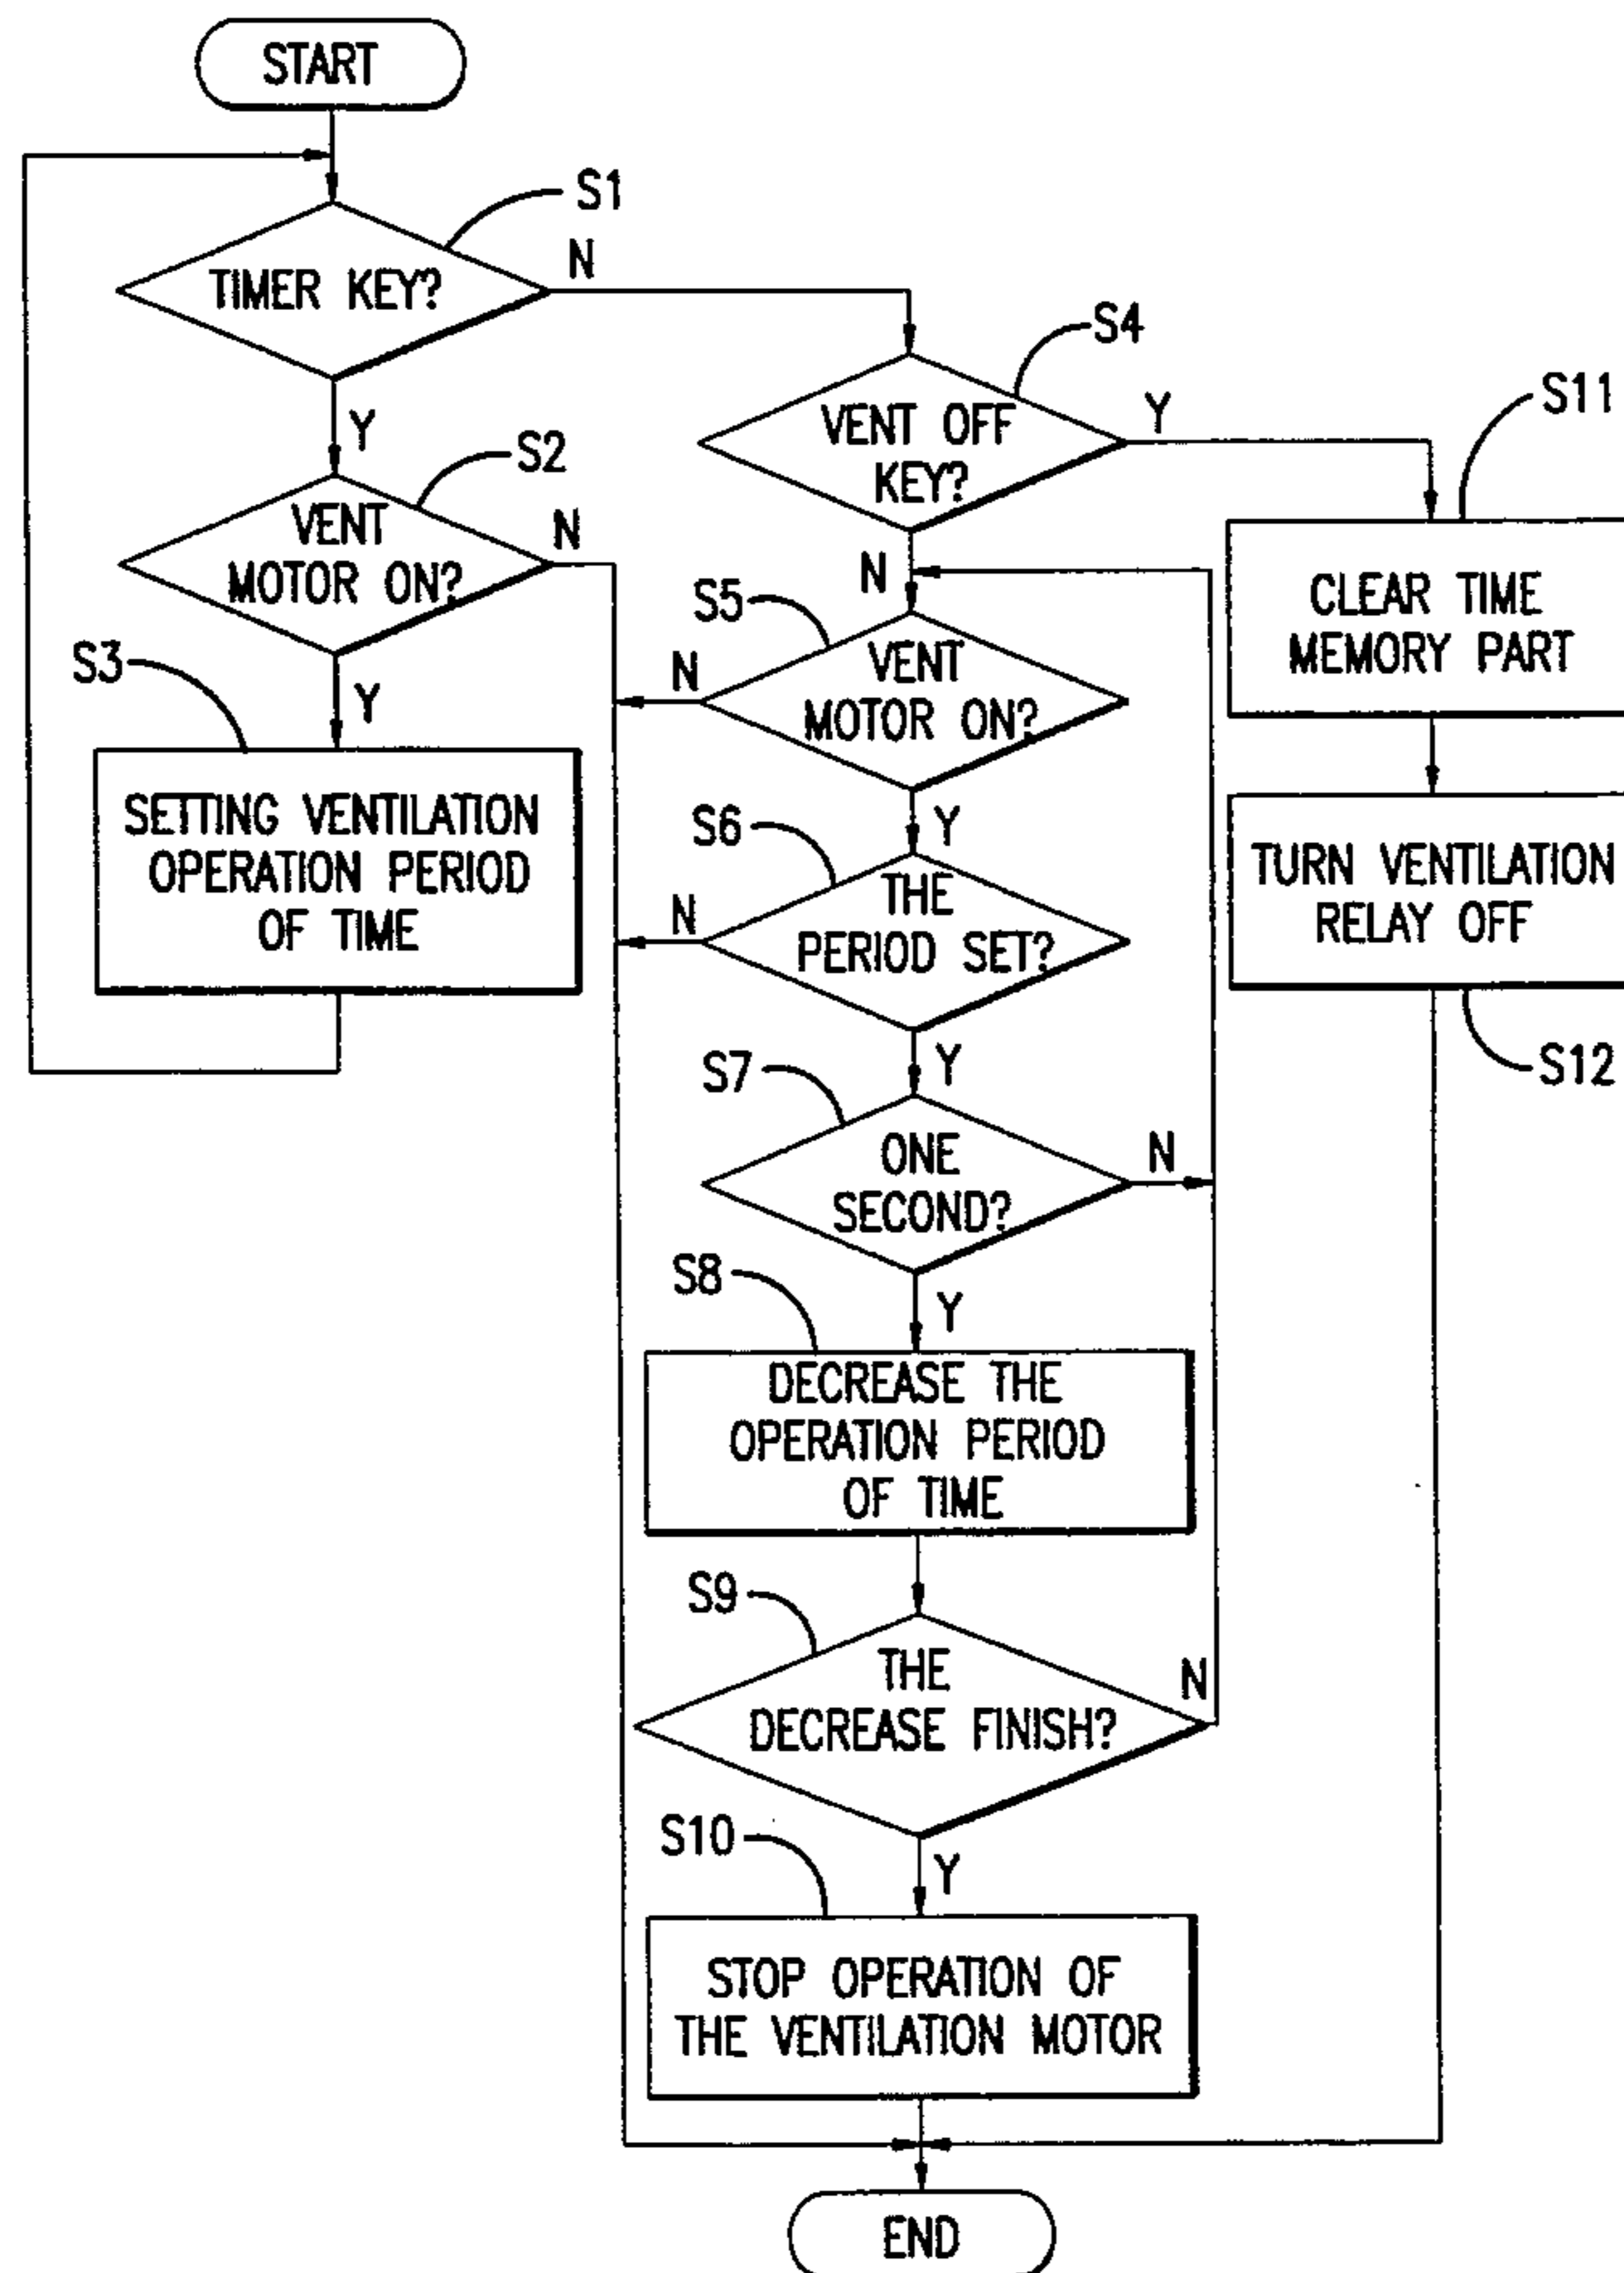 START
S1
TIMER KEY?
N
S4
Y
VENT OFF
KEY?
Y
S11
S2
VENT
MOTOR ON?
N
N
CLEAR TIME
MEMORY PART
S5
VENT
MOTOR ON?
N
S3
Y
SETTING VENTILATION
OPERATION PERIOD
OF TIME
Y
S6
THE
PERIOD SET?
N
TURN VENTILATION
RELAY OFF
S12
Y
S7
ONE
SECOND?
N
Y
S8
DECREASE THE
OPERATION PERIOD
OF TIME
S9
THE
DECREASE FINISH?
N
Y
S10
STOP OPERATION OF
THE VENTILATION MOTOR
END